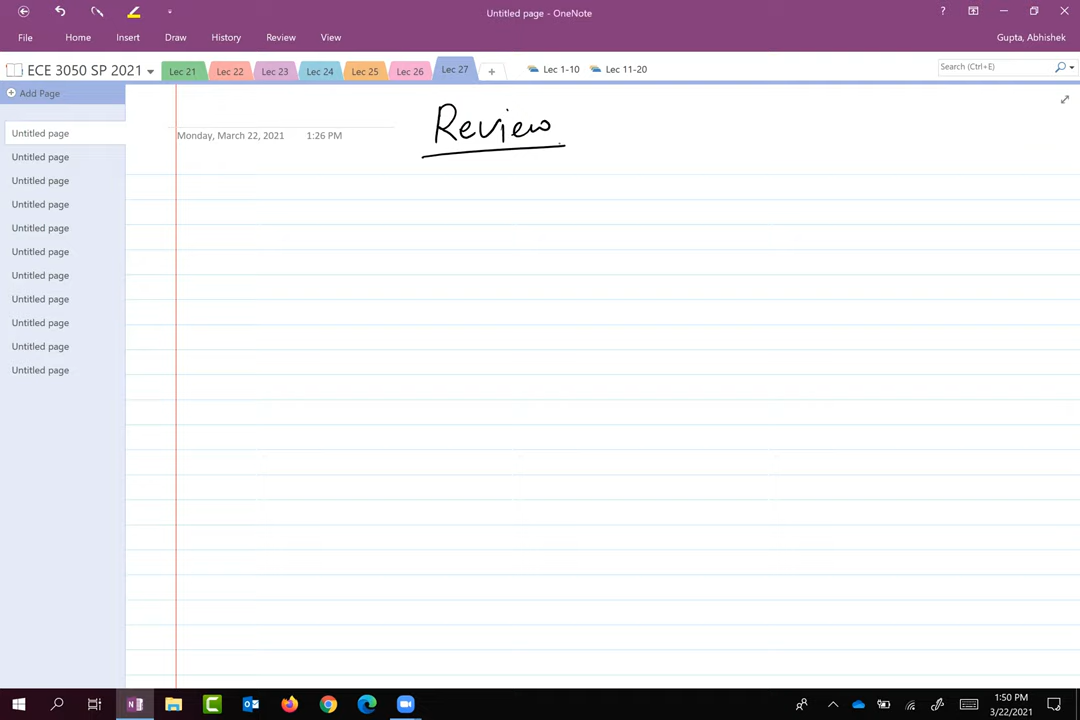 Untitled page - OneNote
?
File Home Insert Draw History Review View
Gupta, Abhishek
ECE 3050 SP 2021
Lec 21 Lec 22 Lec 23 Lec 24 Lec 25 Lec 26 Lec 27 + Lec 1-10 Lec 11-20
Search (Ctrl+E)
Add Page
Review
Monday, March 22, 2021 1:26 PM
Untitled page
Untitled page
Untitled page
Untitled page
Untitled page
Untitled page
Untitled page
Untitled page
Untitled page
Untitled page
Untitled page
1:50 PM
3/22/2021